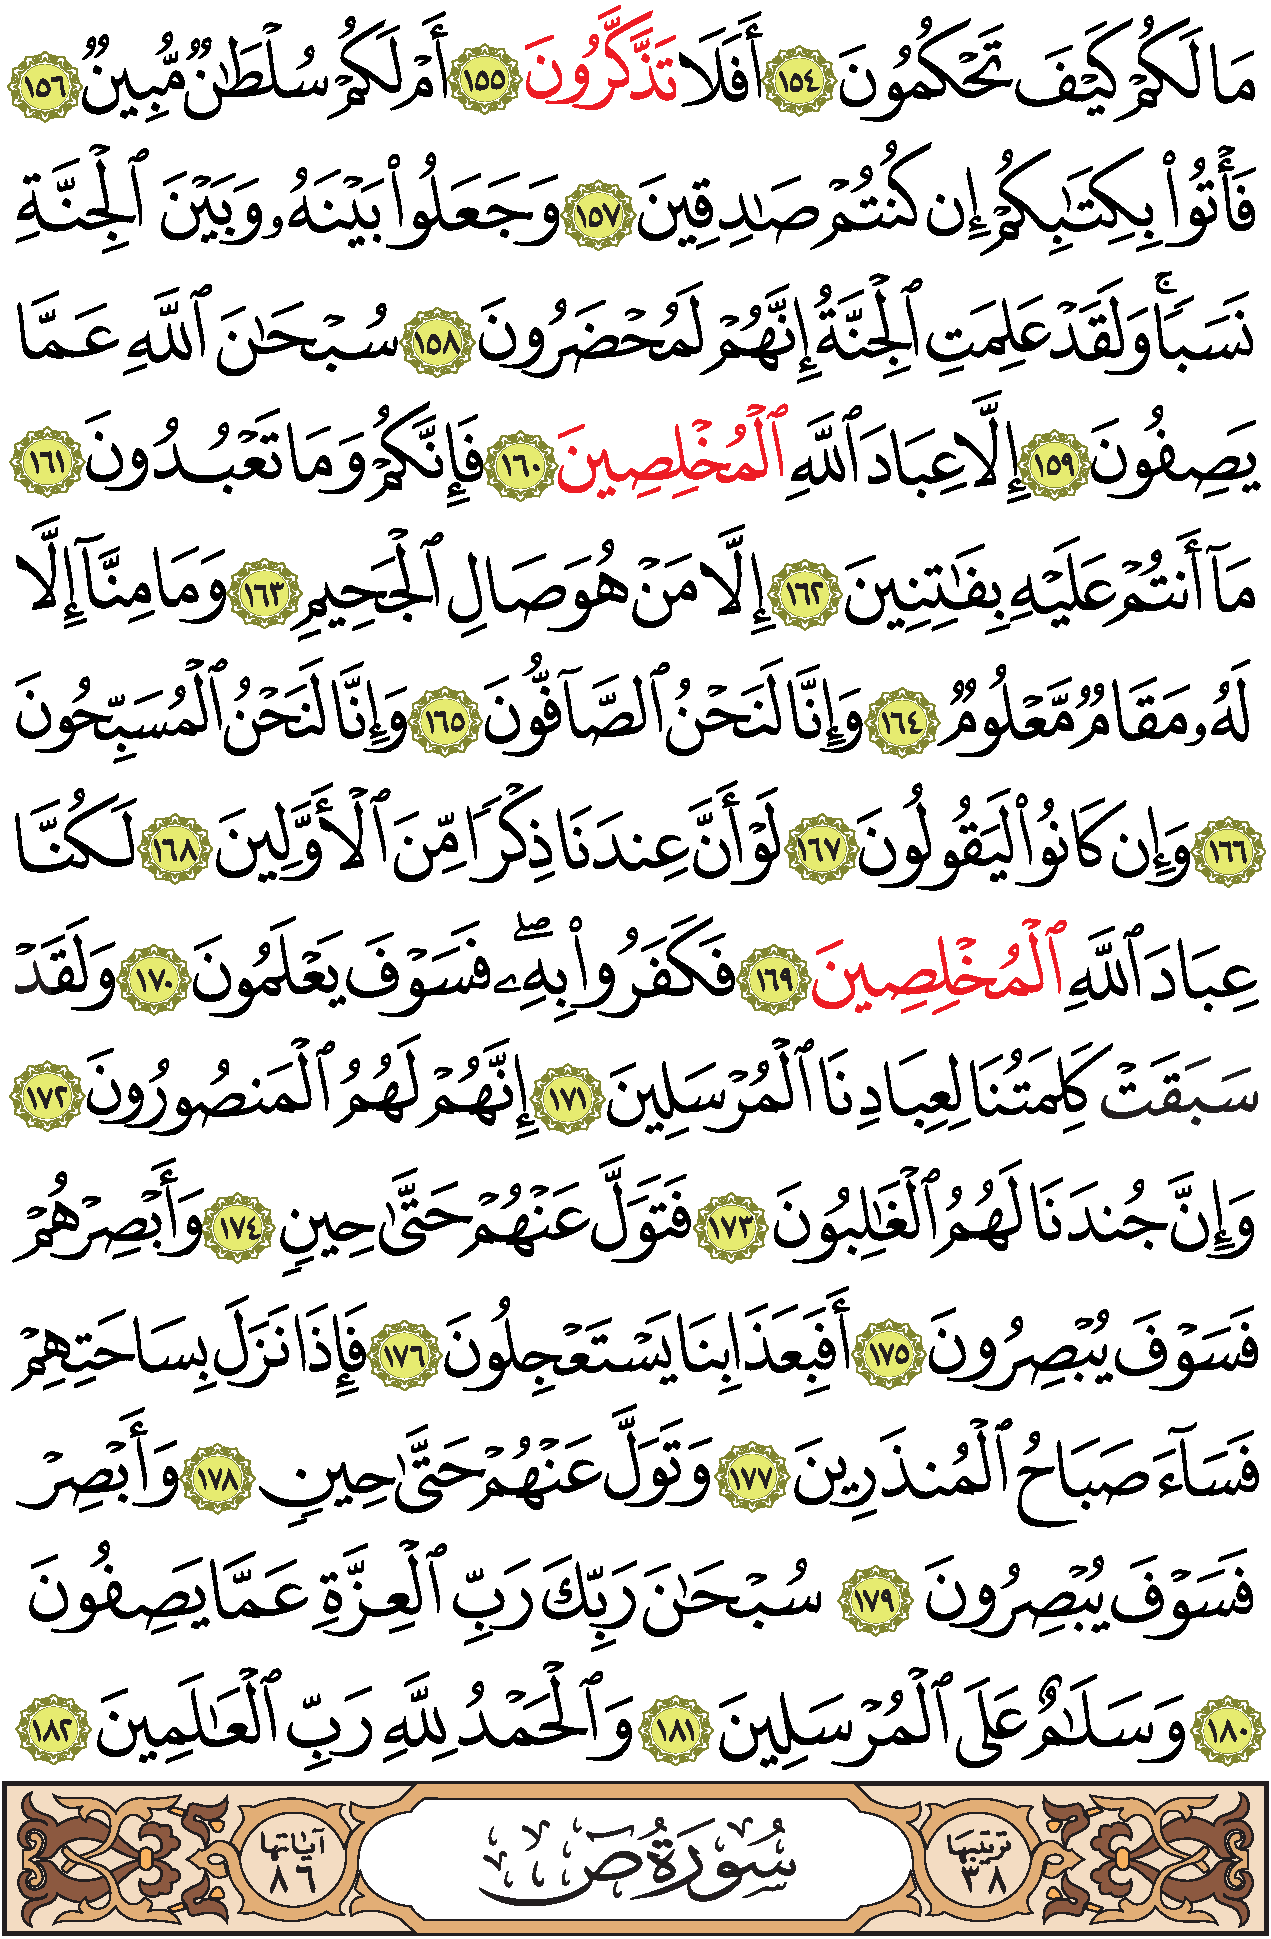 مَا لَكُمْ كَيْفَ تَحْكُمُونَ ١٥٤ أَفَلَا تَذَكَّرُونَ ١٥٥ أَمْ لَكُمْ سُلْطَٰنٌ مُّبِينٌ ١٥٦
فَأْتُوا۟ بِكِتَٰبِكُمْ إِن كُنتُمْ صَٰدِقِينَ ١٥٧ وَجَعَلُوا۟ بَيْنَهُۥ وَبَيْنَ ٱلْجِنَّةِ
نَسَبًا ۚ وَلَقَدْ عَلِمَتِ ٱلْجِنَّةُ إِنَّهُمْ لَمُحْضَرُونَ ١٥٨ سُبْحَٰنَ ٱللَّهِ عَمَّا
يَصِفُونَ ١٥٩ إِلَّا عِبَادَ ٱللَّهِ ٱلْمُخْلَصِينَ ١٦٠ فَإِنَّكُمْ وَمَا تَعْبُدُونَ ١٦١
مَآ أَنتُمْ عَلَيْهِ بِفَٰتِنِينَ ١٦٢ إِلَّا مَنْ هُوَ صَالِ ٱلْجَحِيمِ ١٦٣ وَمَا مِنَّآ إِلَّا
لَهُۥ مَقَامٌ مَّعْلُومٌ ١٦٤ وَإِنَّا لَنَحْنُ ٱلصَّآفُّونَ ١٦٥ وَإِنَّا لَنَحْنُ ٱلْمُسَبِّحُونَ
١٦٦ وَإِن كَانُوا۟ لَيَقُولُونَ ١٦٧ لَوْ أَنَّ عِندَنَا ذِكْرًا مِّنَ ٱلْأَوَّلِينَ ١٦٨ لَكُنَّا
عِبَادَ ٱللَّهِ ٱلْمُخْلِصِينَ ١٦٩ فَكَفَرُوا۟ بِهِۦ ۖ فَسَوْفَ يَعْلَمُونَ ١٧٠ وَلَقَدْ
سَبَقَتْ كَلِمَتُنَا لِعِبَادِنَا ٱلْمُرْسَلِينَ ١٧١ إِنَّهُمْ لَهُمُ ٱلْمَنصُورُونَ ١٧٢
وَإِنَّ جُندَنَا لَهُمُ ٱلْغَٰلِبُونَ ١٧٣ فَتَوَلَّ عَنْهُمْ حَتَّىٰ حِينٍ ١٧٤ وَأَبْصِرْهُمْ
فَسَوْفَ يُبْصِرُونَ ١٧٥ أَفَبِعَذَابِنَا يَسْتَعْجِلُونَ ١٧٦ فَإِذَا نَزَلَ بِسَاحَتِهِمْ
فَسَآءَ صَبَاحُ ٱلْمُنذَرِينَ ١٧٧ وَتَوَلَّ عَنْهُمْ حَتَّىٰ حِينٍ ١٧٨ وَأَبْصِرْ
فَسَوْفَ يُبْصِرُونَ ١٧٩ سُبْحَٰنَ رَبِّكَ رَبِّ ٱلْعِزَّةِ عَمَّا يَصِفُونَ
١٨٠ وَسَلَٰمٌ عَلَى ٱلْمُرْسَلِينَ ١٨١ وَٱلْحَمْدُ لِلَّهِ رَبِّ ٱلْعَٰلَمِينَ ١٨٢
ترتيبها ٣٨ سُورَةُ صٓ آياتها ٨٦